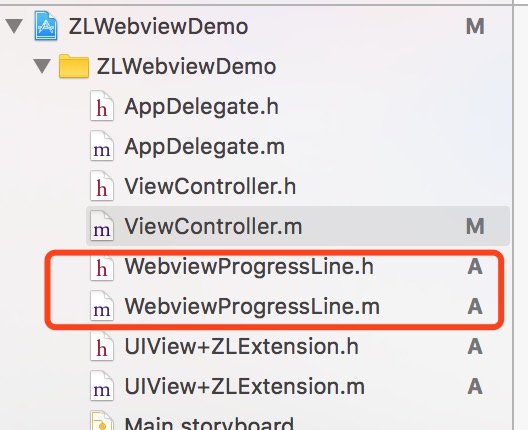 ZLWebviewDemo M
ZLWebviewDemo
h AppDelegate.h
m AppDelegate.m
h ViewController.h
m ViewController.m M
h WebviewProgressLine.h A
m WebviewProgressLine.m A
h UIView+ZLExtension.h A
m UIView+ZLExtension.m A
Main.storyboard